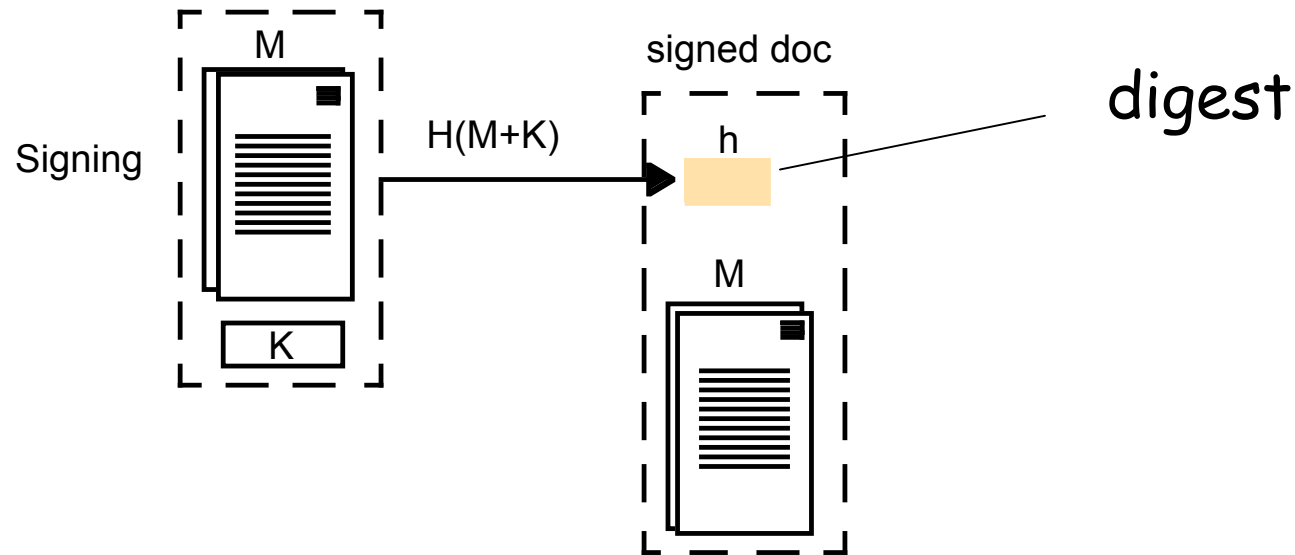 M
signed doc
digest
Signing
H(M+K)
h
M
K